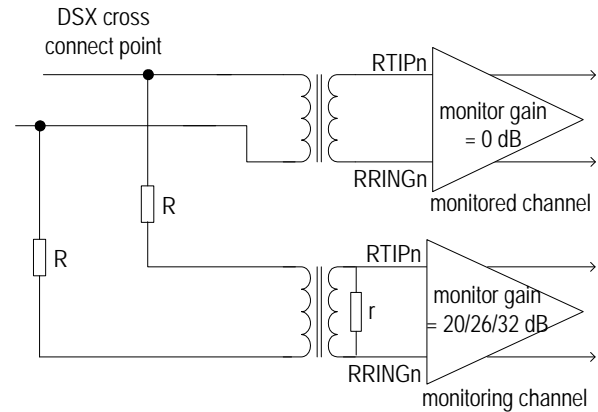 DSX cross
connect point
RTIPn
monitor gain
= 0 dB
RRINGn
monitored channel
R
R
RTIPn
monitor gain
= 20/26/32 dB
r
RRINGn
monitoring channel